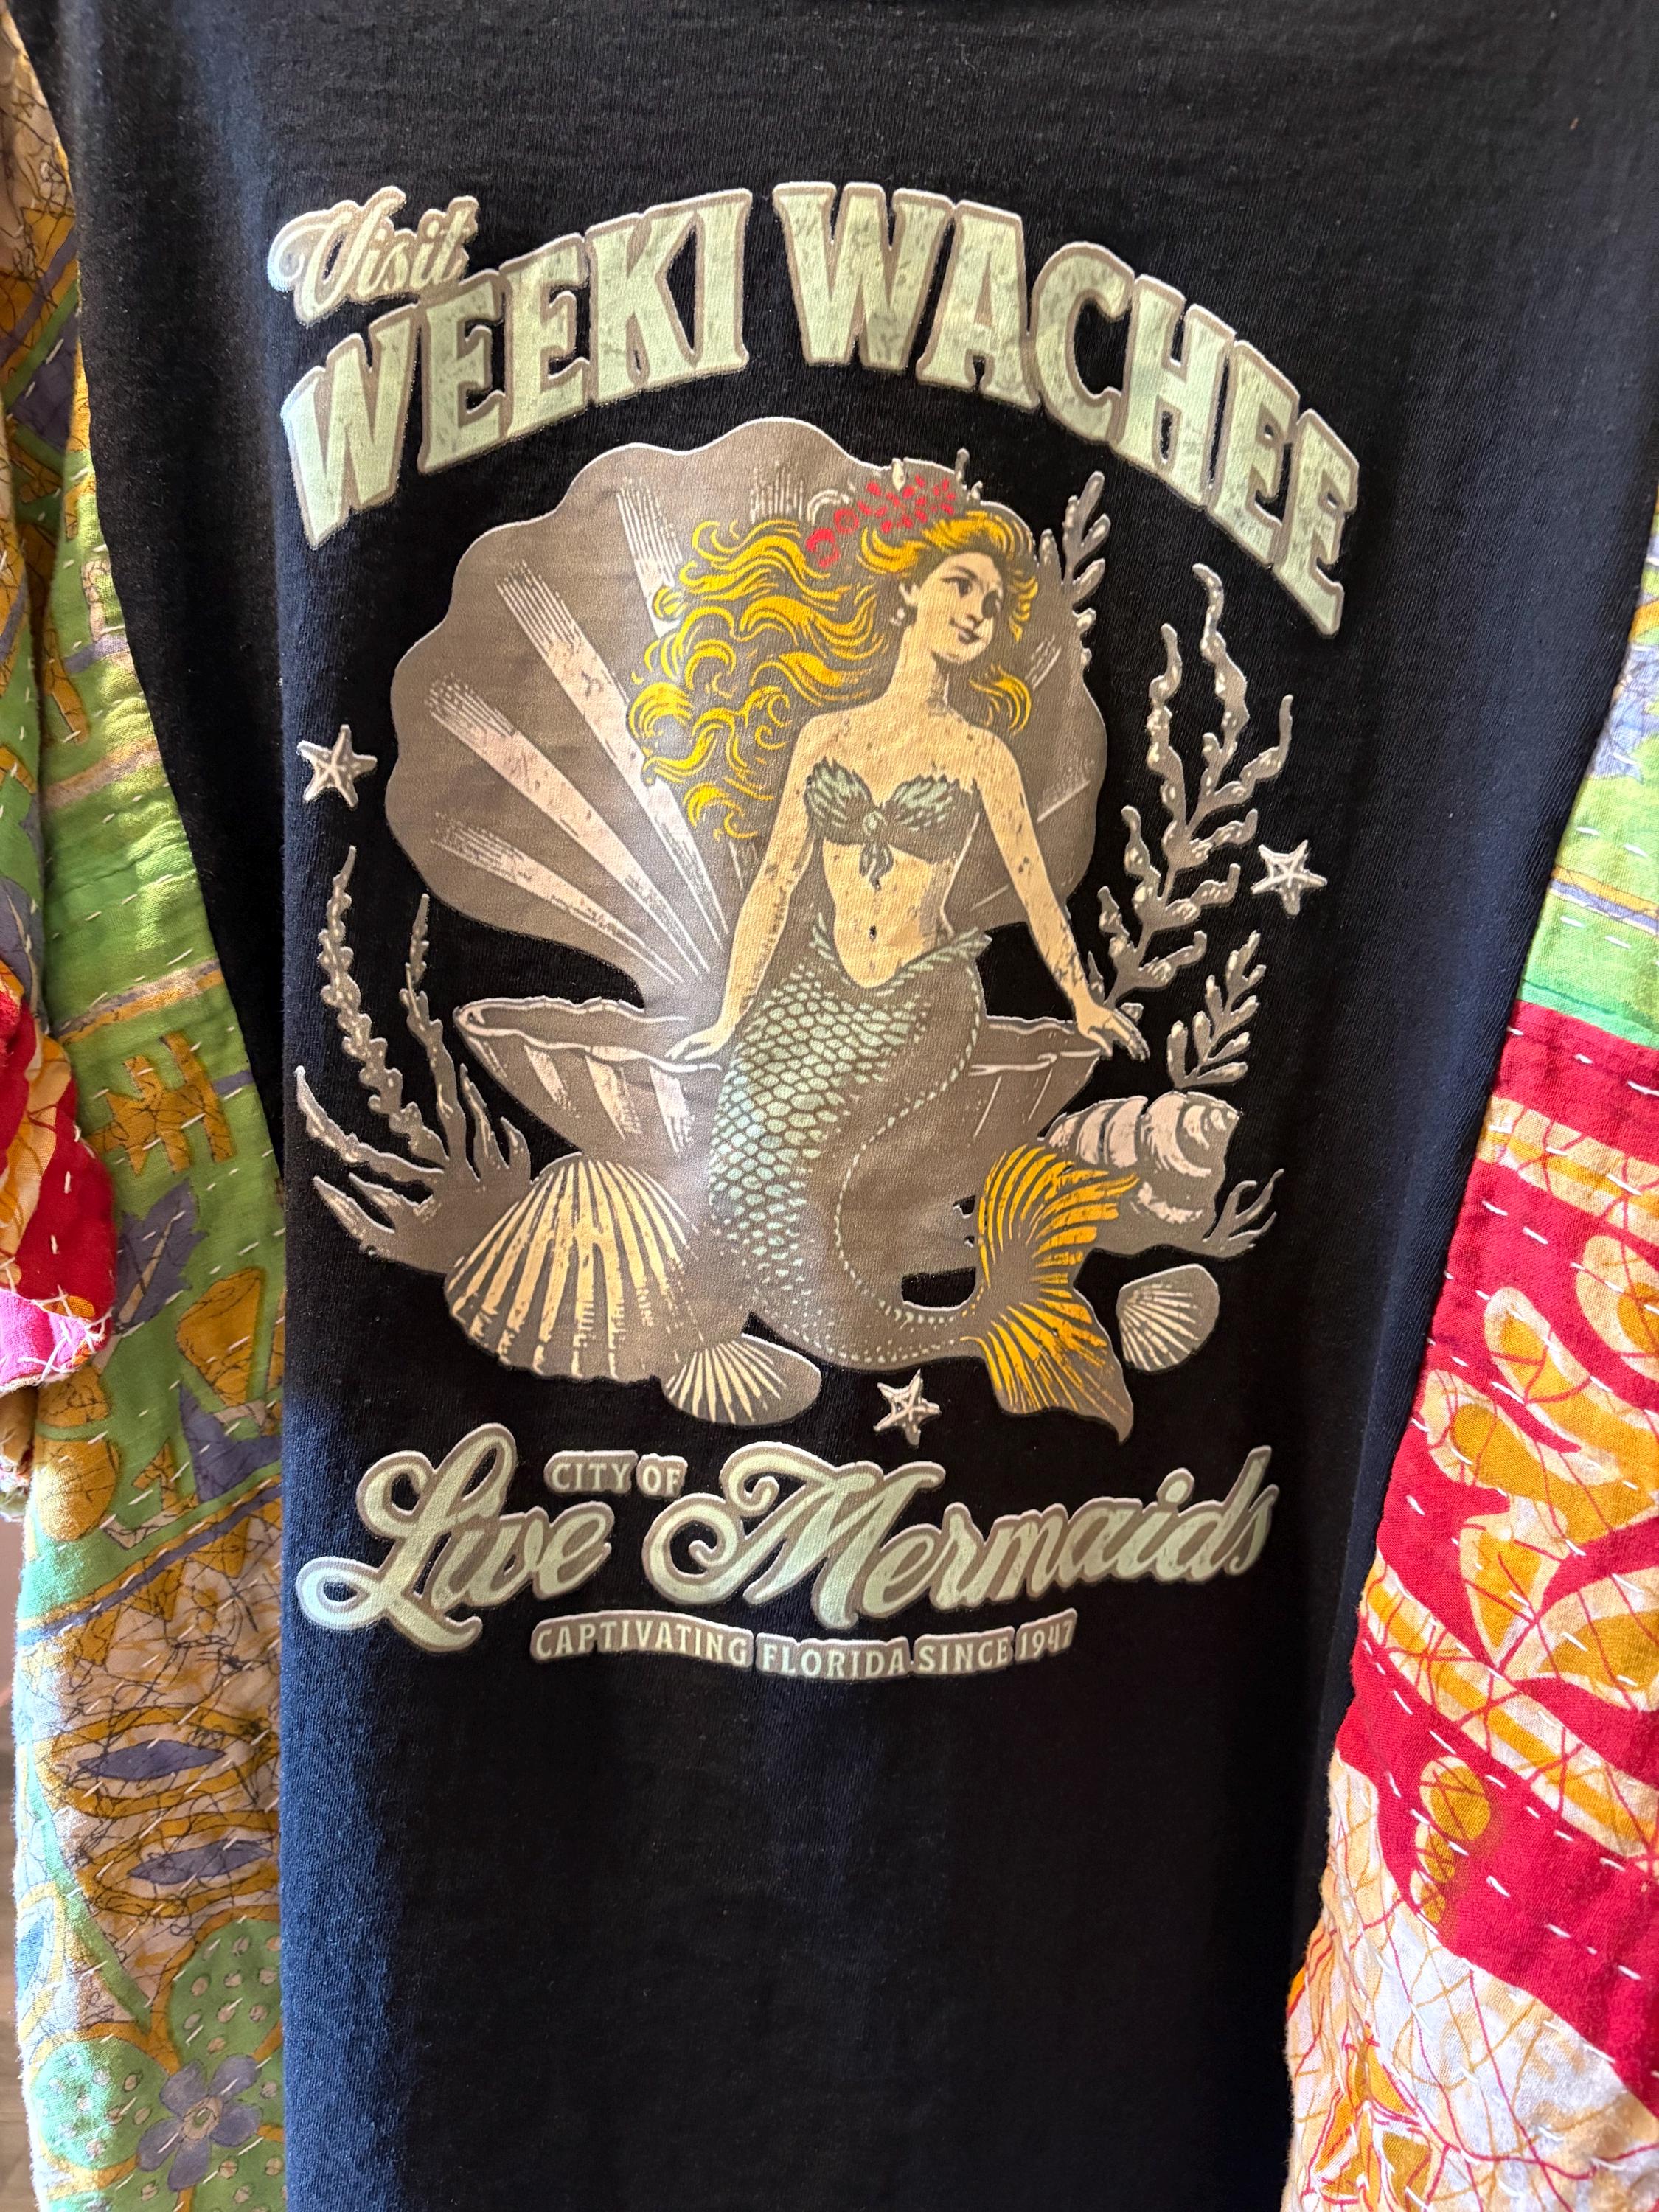 Visit
WEEKI WACHEE
CITY OF
Live Mermaids
CAPTIVATING FLORIDA SINCE 1947